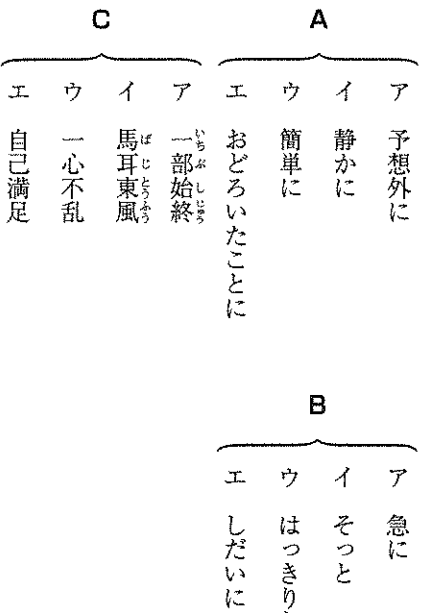 A
ア 予想外に
イ 静かに
ウ 簡単に
エ おどろいたことに
B
ア 急に
イ そっと
ウ はっきり
エ しだいに
C
ア 一部始終
イ 馬耳東風
ウ 一心不乱
エ 自己満足